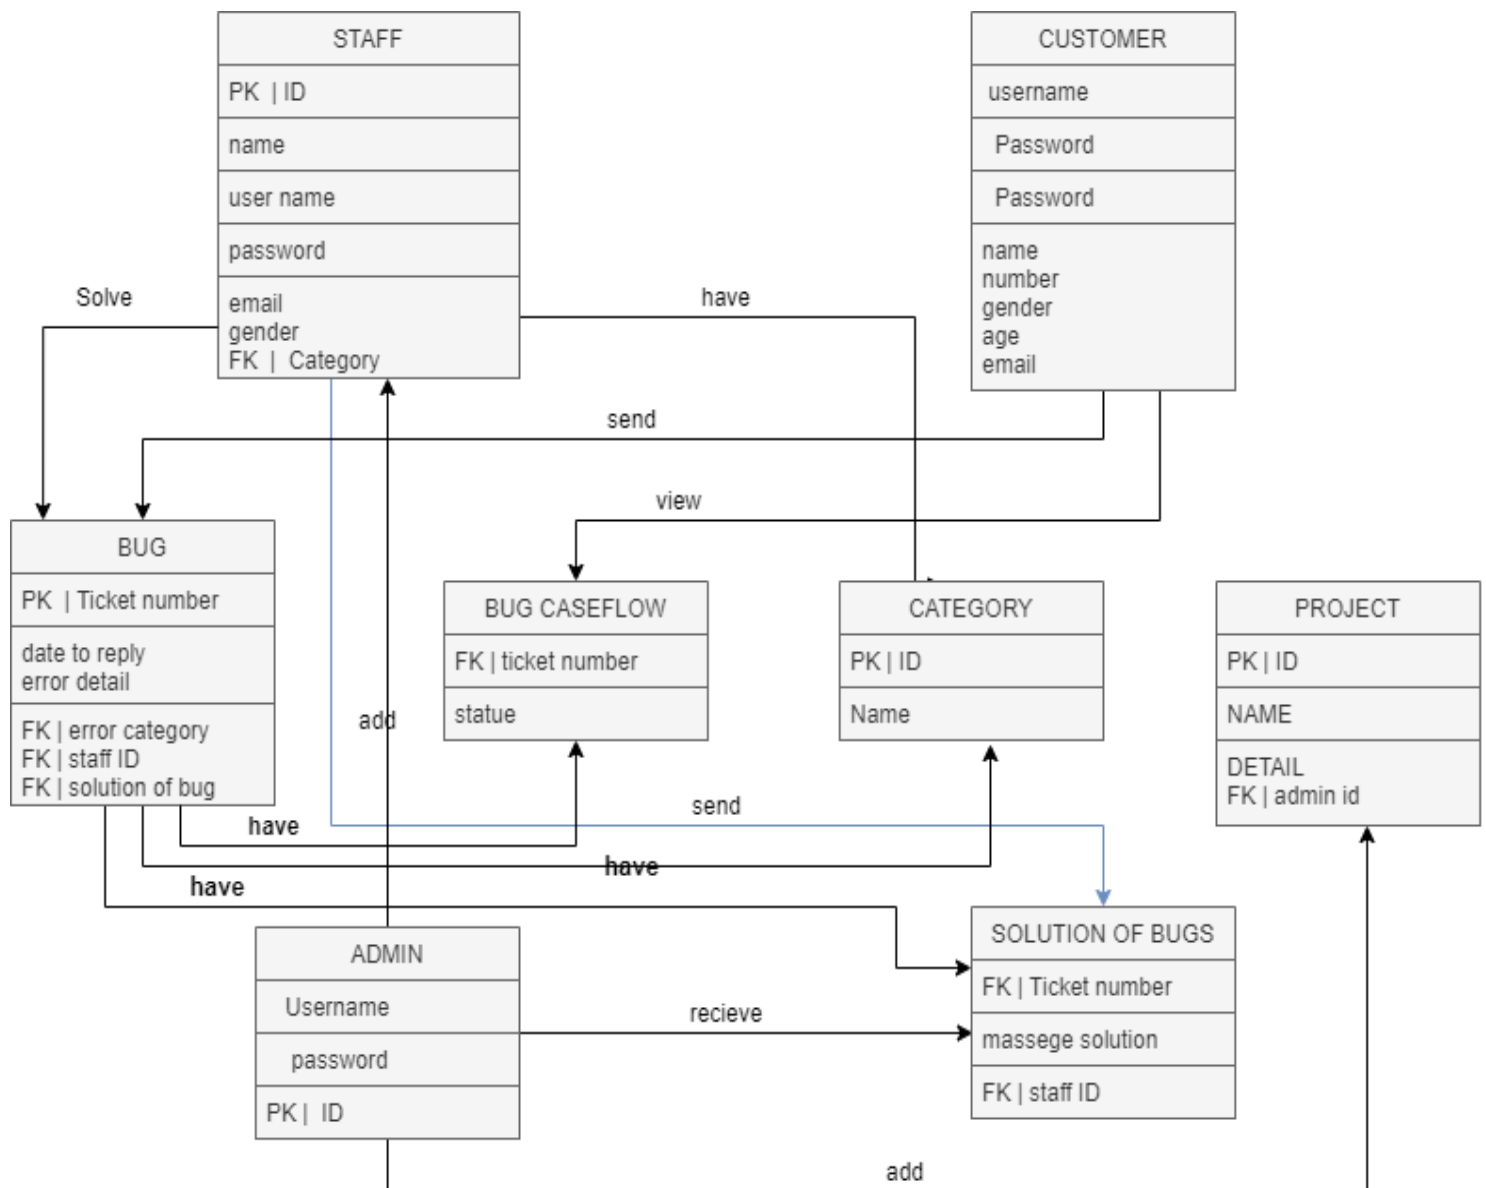 STAFF
PK | ID
name
user name
password
email
gender
FK | Category
CUSTOMER
username
Password
Password
name
number
gender
age
email
Solve
have
send
view
BUG
PK | Ticket number
date to reply
error detail
FK | error category
FK | staff ID
FK | solution of bug
BUG CASEFLOW
FK | ticket number
statue
CATEGORY
PK | ID
Name
PROJECT
PK | ID
NAME
DETAIL
FK | admin id
add
send
have
have
have
ADMIN
Username
password
PK | ID
recieve
SOLUTION OF BUGS
FK | Ticket number
massege solution
FK | staff ID
add